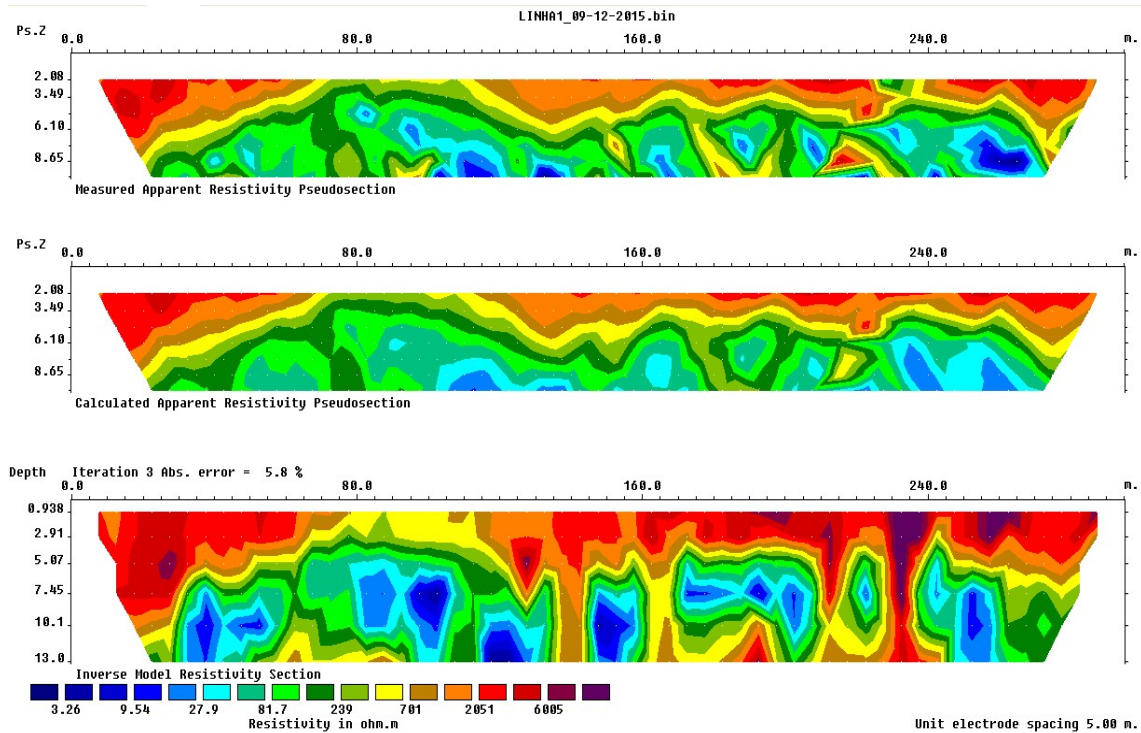 LINHA1_09-12-2015.bin
Ps.Z 0.0 80.0 160.0 240.0 m.
2.08
3.49
6.10
8.65
Measured Apparent Resistivity Pseudosection
Ps.Z 0.0 80.0 160.0 240.0 m.
2.08
3.49
6.10
8.65
Calculated Apparent Resistivity Pseudosection
Depth Iteration 3 Abs. error = 5.8 %
0.0 80.0 160.0 240.0 m.
0.938
2.91
5.07
7.45
10.1
13.0
Inverse Model Resistivity Section
3.26 9.54 27.9 81.7 239 701 2051 6005
Resistivity in ohm.m
Unit electrode spacing 5.00 m.